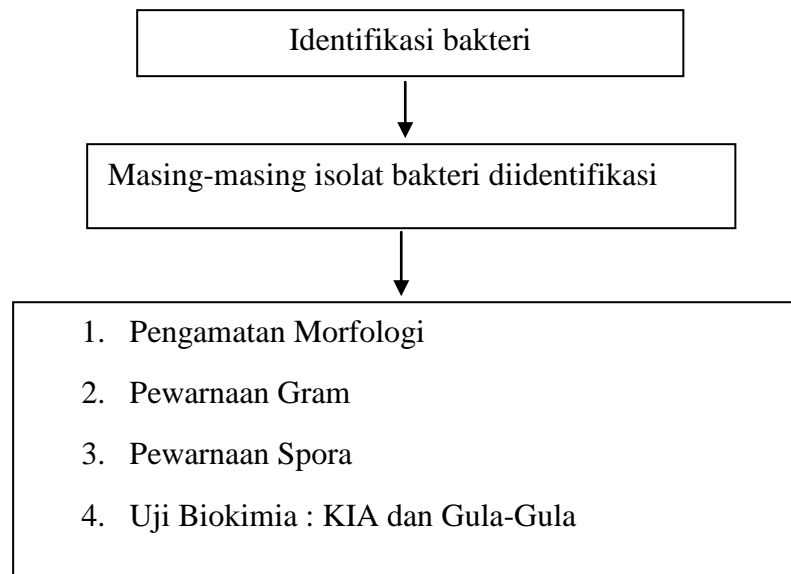 Identifikasi bakteri
Masing-masing isolat bakteri diidentifikasi
1. Pengamatan Morfologi
2. Pewarnaan Gram
3. Pewarnaan Spora
4. Uji Biokimia : KIA dan Gula-Gula